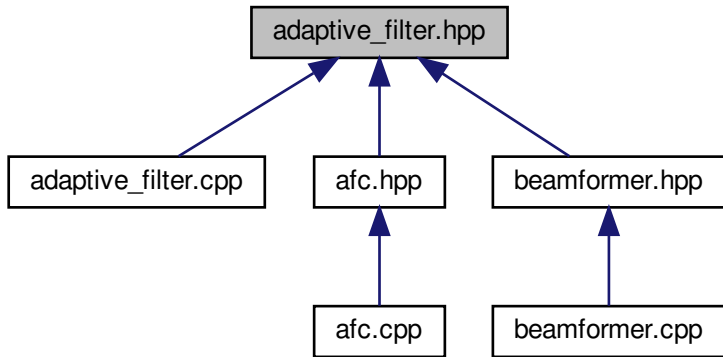 adaptive_filter.hpp
adaptive_filter.cpp
afc.hpp
beamformer.hpp
afc.cpp
beamformer.cpp